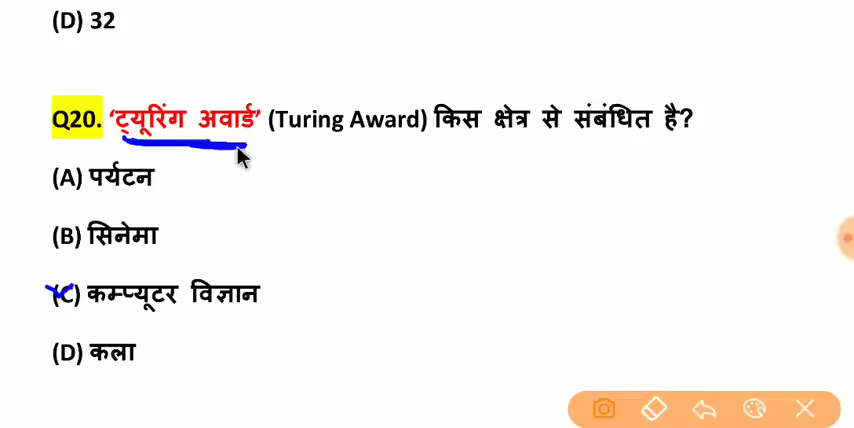 (D) 32
Q20. ‘ट्यूरिंग अवार्ड’ (Turing Award) किस क्षेत्र से संबंधित है?
(A) पर्यटन
(B) सिनेमा
(C) कम्प्यूटर विज्ञान
(D) कला